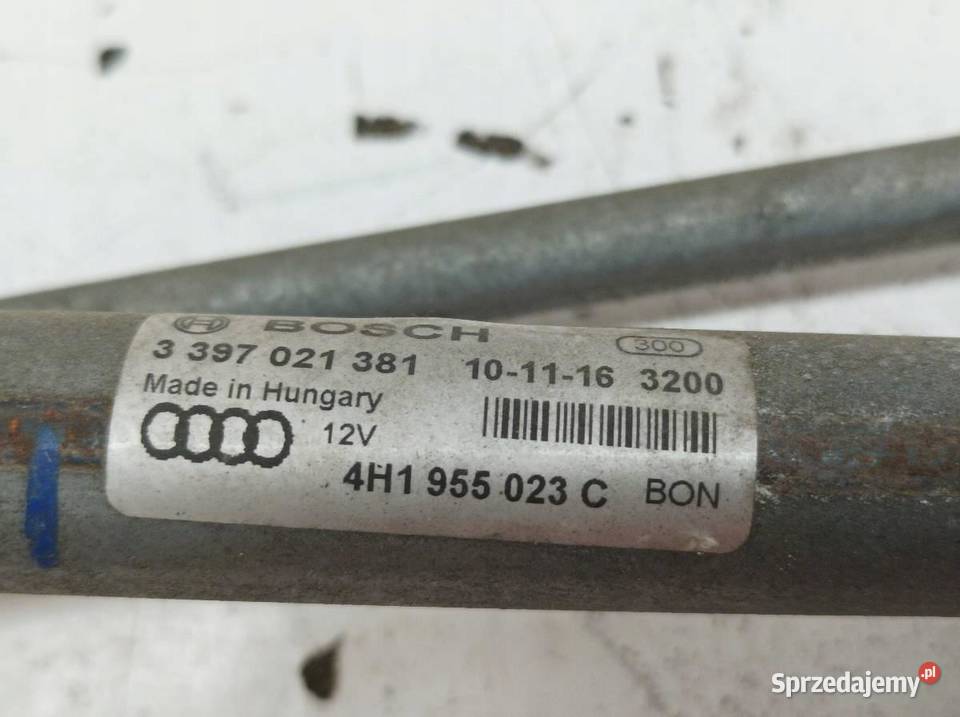 BOSCH
300
3 397 021 381 10-11-16 3200
Made in Hungary
12V
4H1 955 023 C BON
Sprzedajemy.pl